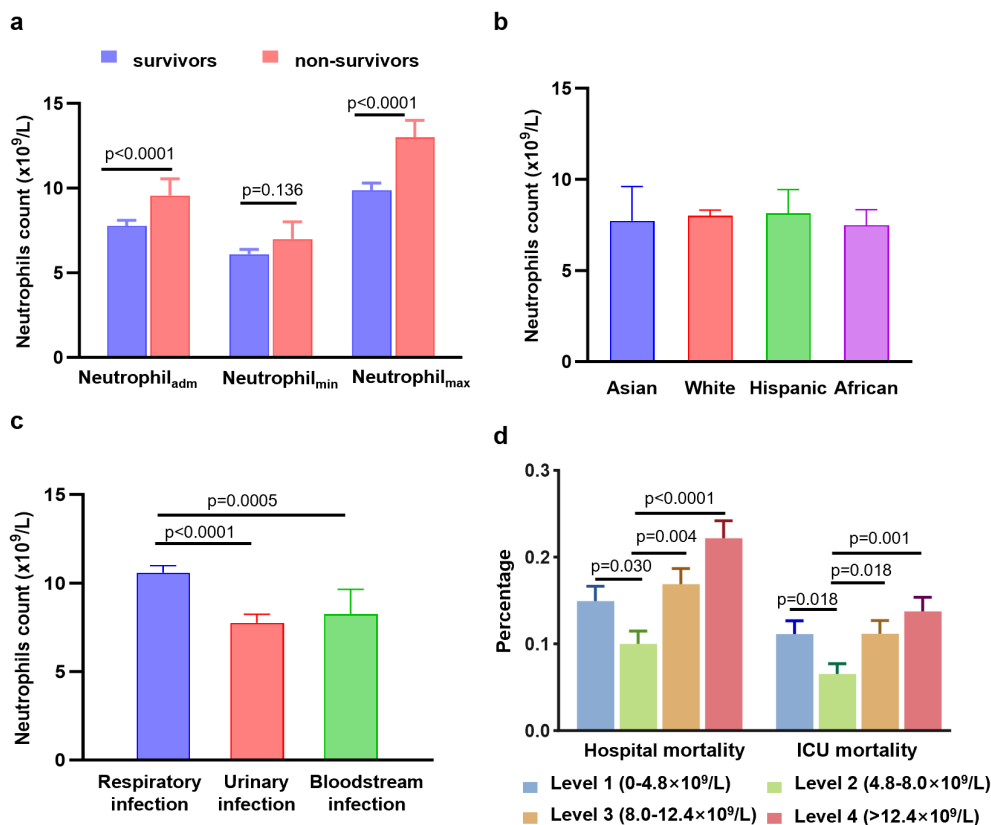 a
survivors non-survivors
Neutrophils count (x10⁹/L)
15
10
5
0
p<0.0001
p=0.136
p<0.0001
Neutrophil_adm Neutrophil_min Neutrophil_max
b
Neutrophils count (x10⁹/L)
15
10
5
0
Asian White Hispanic African
c
Neutrophils count (x10⁹/L)
15
10
5
0
p=0.0005
p<0.0001
Respiratory infection
Urinary infection
Bloodstream infection
d
Percentage
0.3
0.2
0.1
0.0
p<0.0001
p=0.004
p=0.030
p=0.001
p=0.018
p=0.018
Hospital mortality ICU mortality
Level 1 (0-4.8×10⁹/L) Level 2 (4.8-8.0×10⁹/L)
Level 3 (8.0-12.4×10⁹/L) Level 4 (>12.4×10⁹/L)